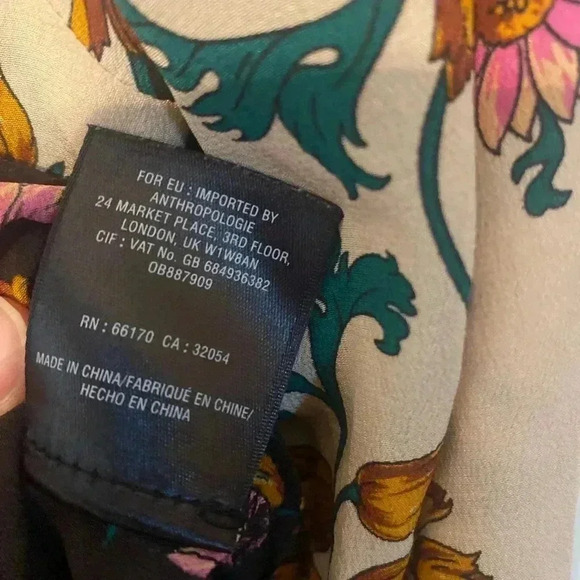 FOR EU : IMPORTED BY
ANTHROPOLOGIE
24 MARKET PLACE, 3RD FLOOR,
LONDON, UK W1W8AN
CIF : VAT No. GB 684936382
OB887909
RN : 66170 CA : 32054
MADE IN CHINA/FABRIQUÉ EN CHINE/
HECHO EN CHINA